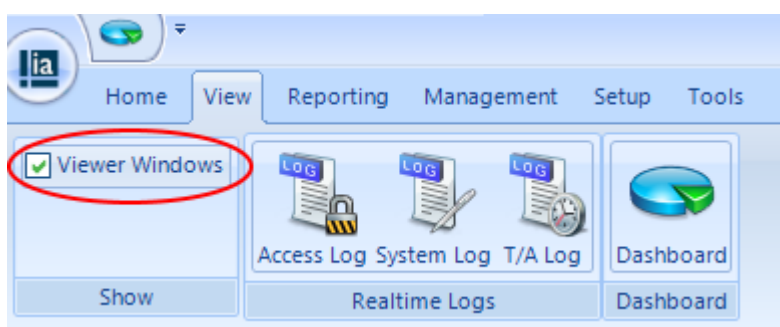 ia
Home View Reporting Management Setup Tools
Viewer Windows
LOG LOG LOG
Access Log System Log T/A Log Dashboard
Show Realtime Logs Dashboard